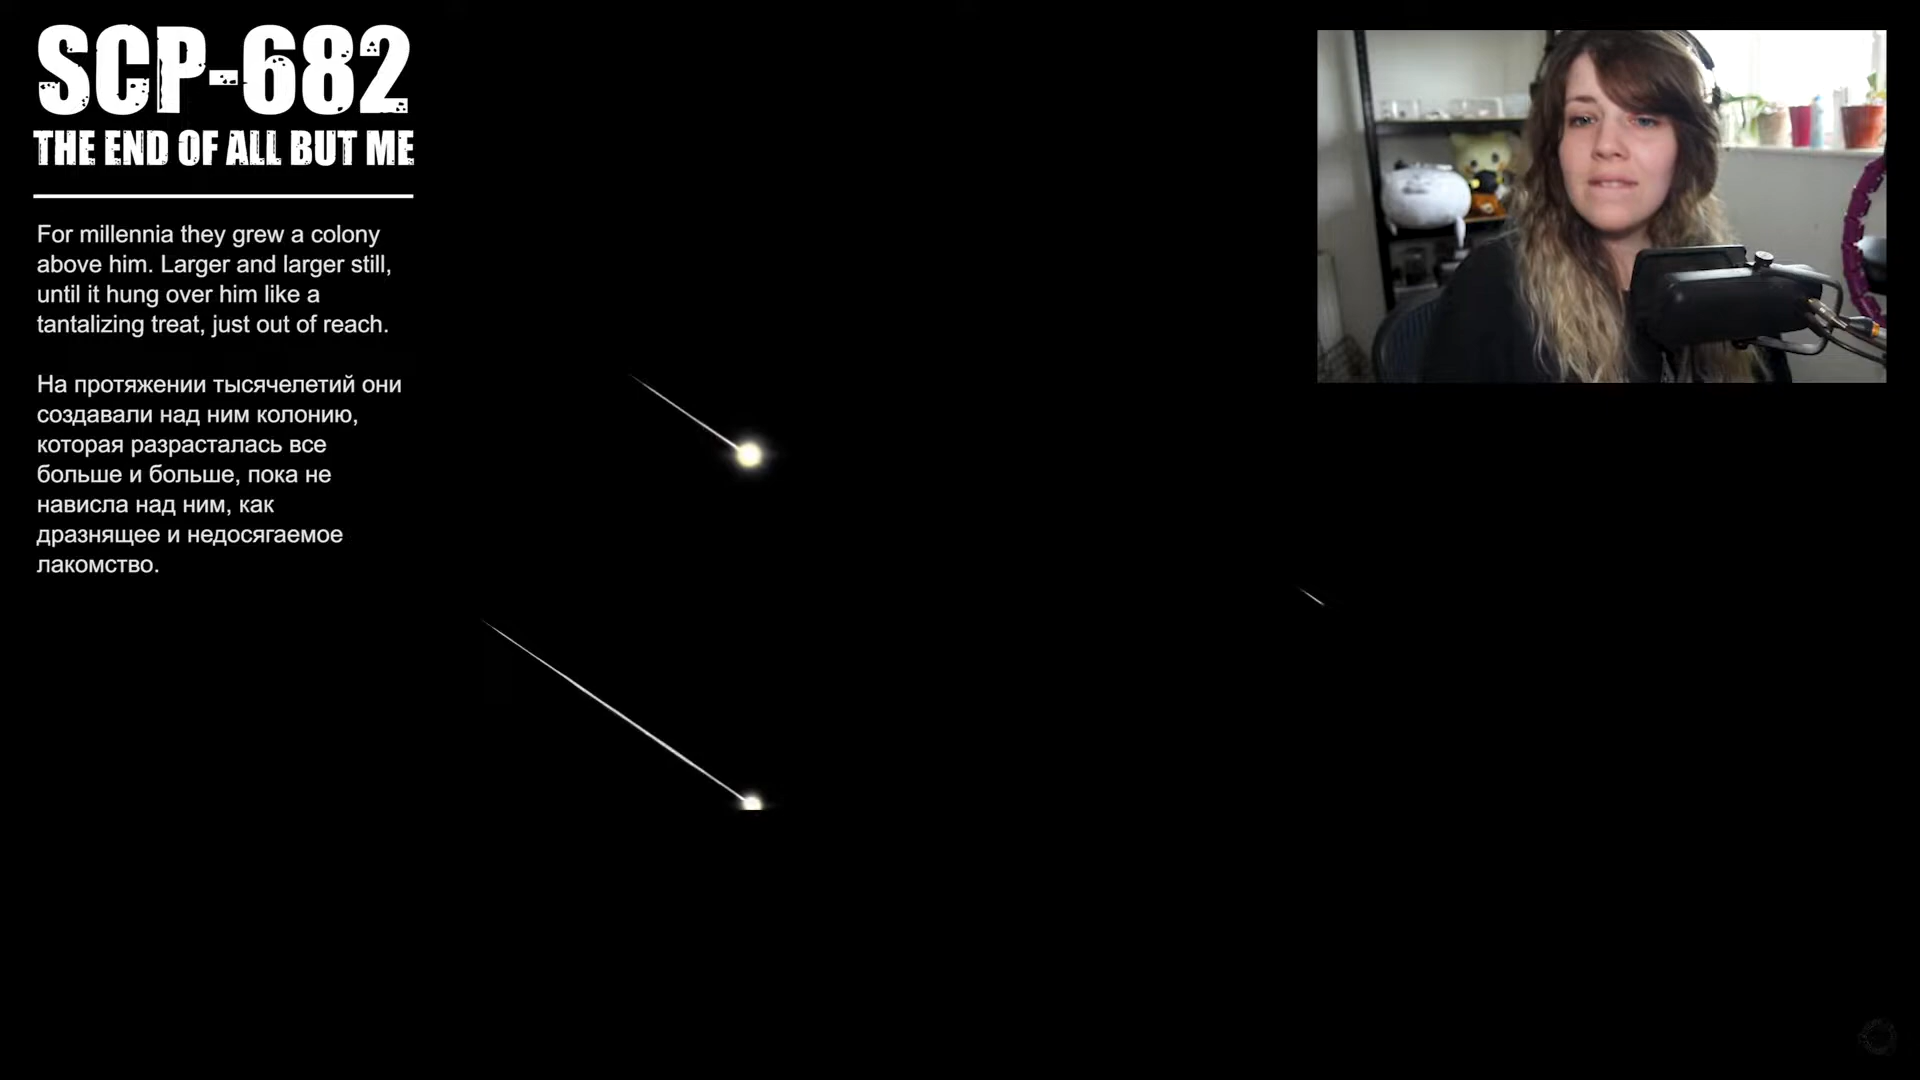 SCP-682
THE END OF ALL BUT ME
For millennia they grew a colony
above him. Larger and larger still,
until it hung over him like a
tantalizing treat, just out of reach.
На протяжении тысячелетий они
создавали над ним колонию,
которая разрасталась все
больше и больше, пока не
нависла над ним, как
дразнящее и недосягаемое
лакомство.